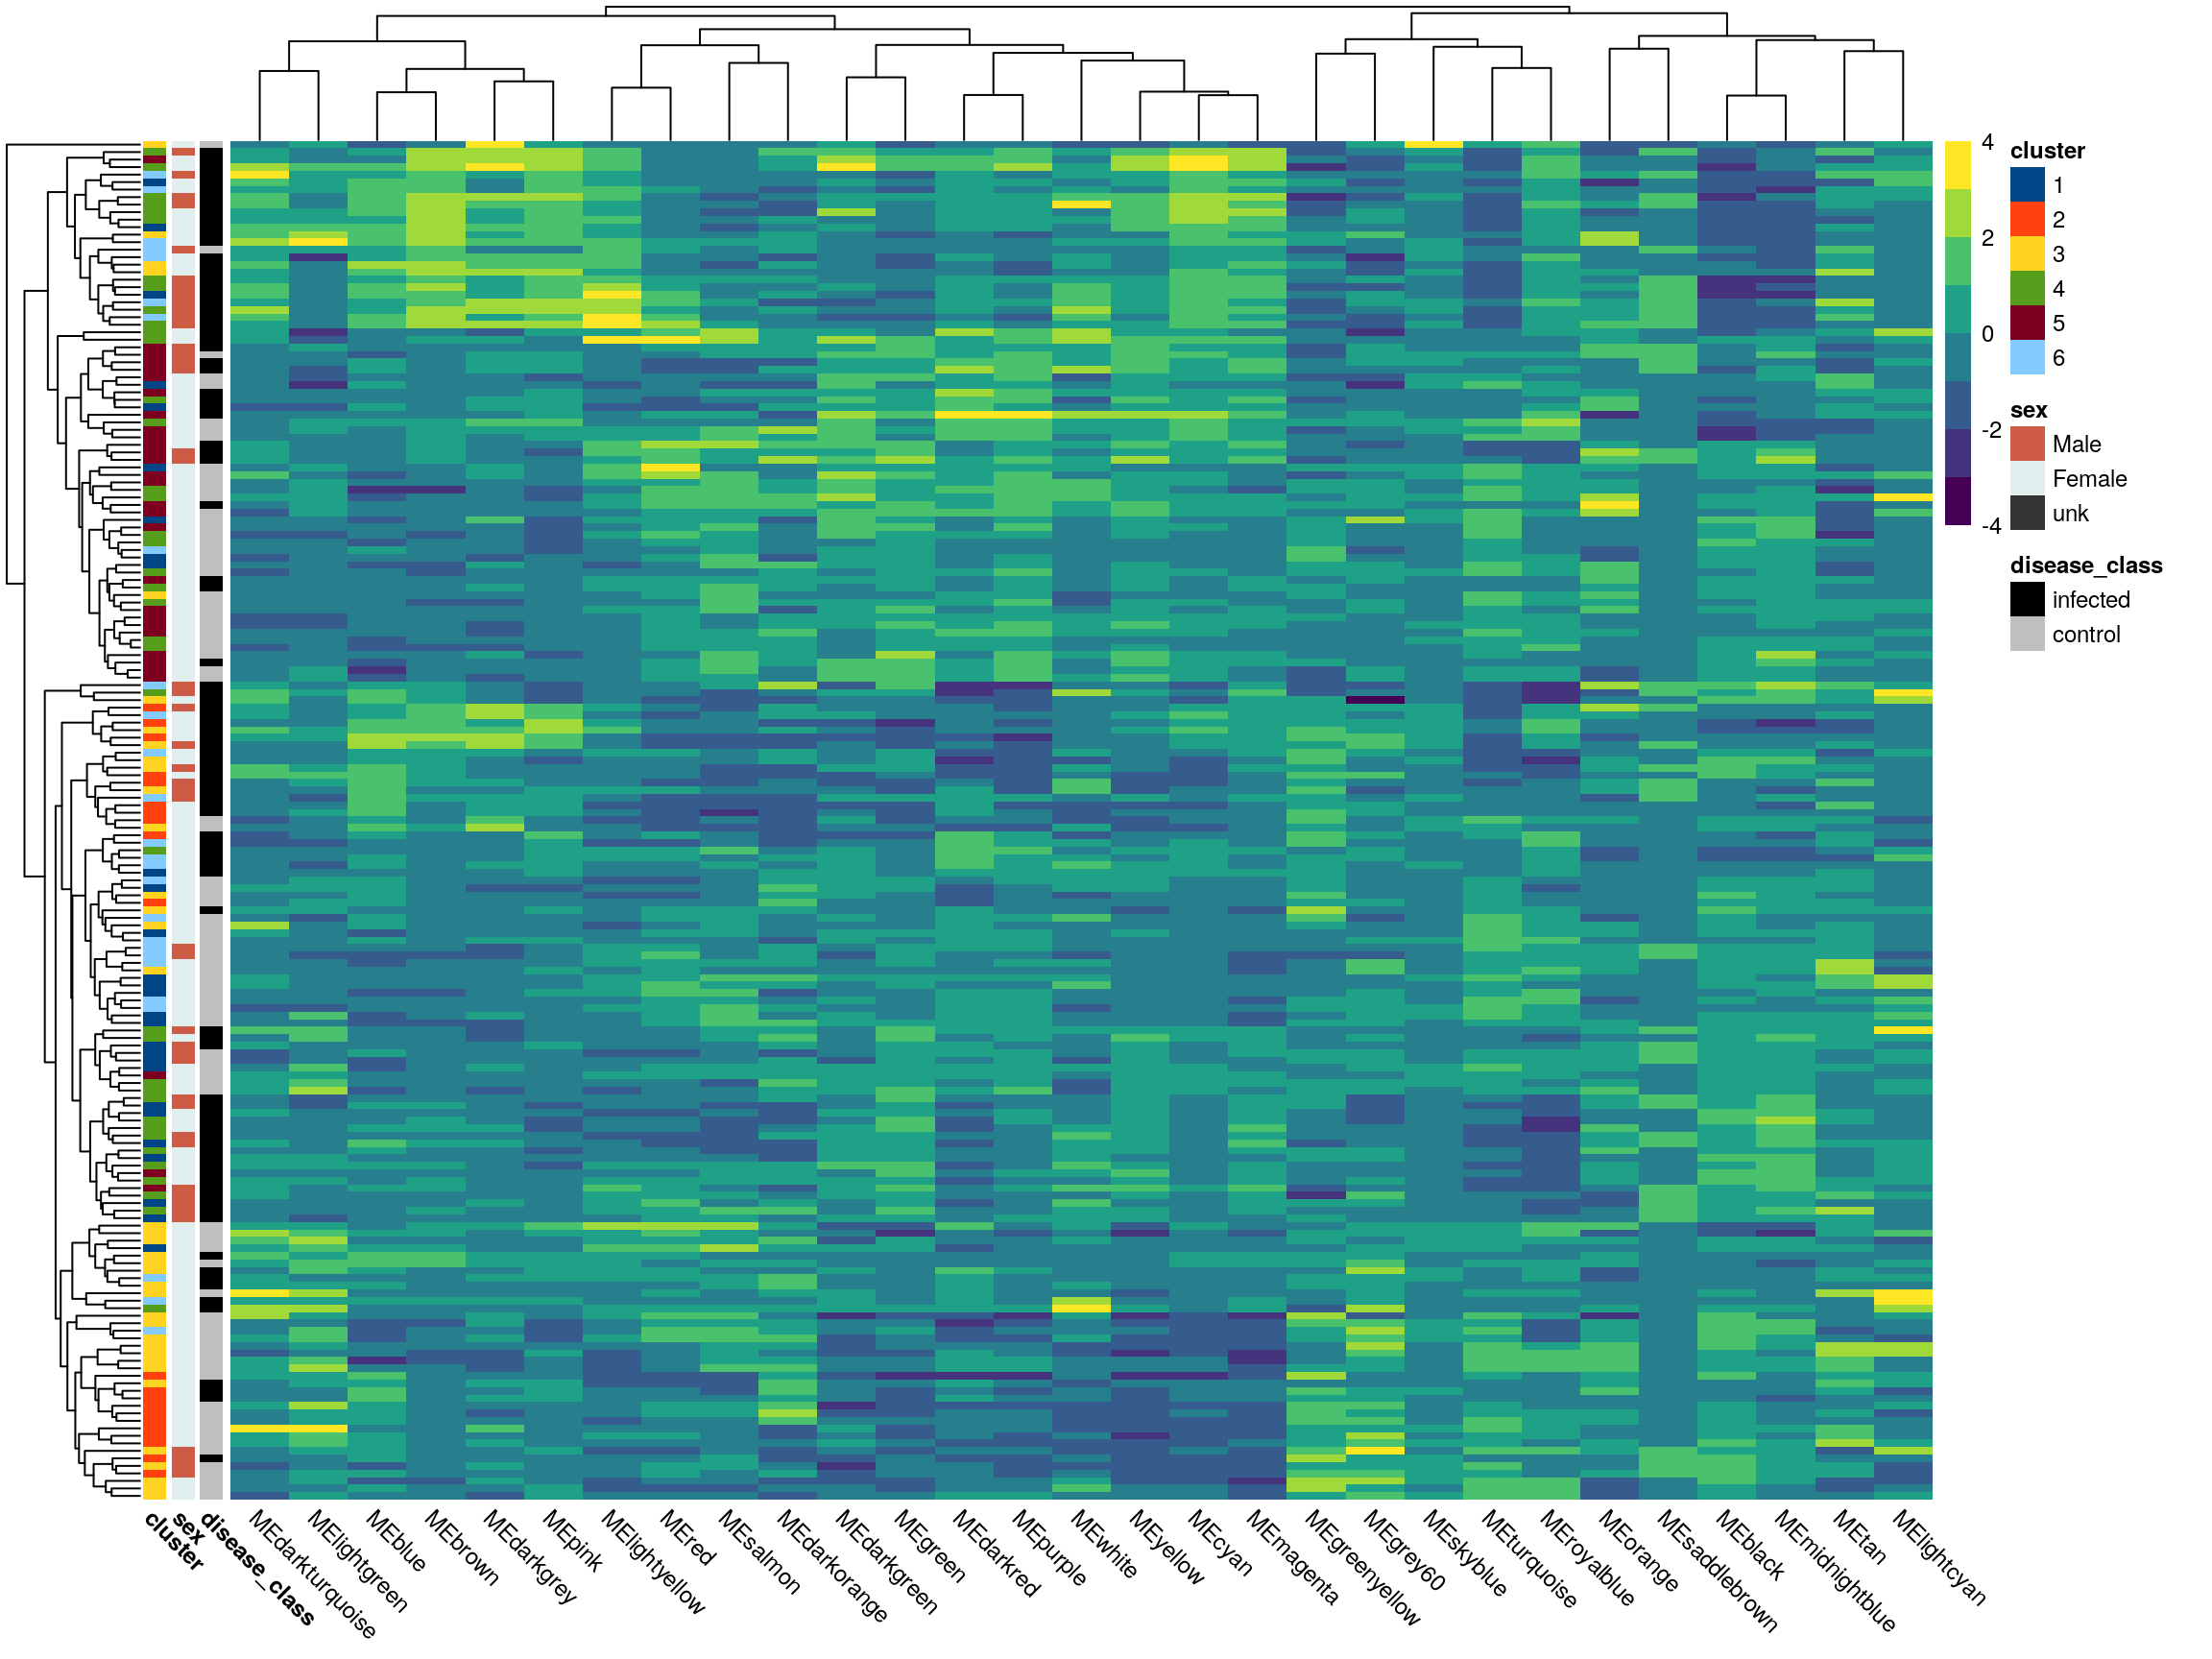 4
2
0
-2
-4
cluster
1
2
3
4
5
6
sex
Male
Female
unk
disease_class
infected
control
cluster
sex
disease_class
MEdarkturquoise
MElightgreen
MEblue
MEbrown
MEdarkgrey
MEpink
MElightyellow
MEred
MEsalmon
MEdarkorange
MEdarkgreen
MEgreen
MEdarkred
MEpurple
MEwhite
MEyellow
MEcyan
MEmagenta
MEgreenyellow
MEgrey60
MEskyblue
MEturquoise
MEroyalblue
MEorange
MEsaddlebrown
MEblack
MEmidnightblue
MEtan
MElightcyan